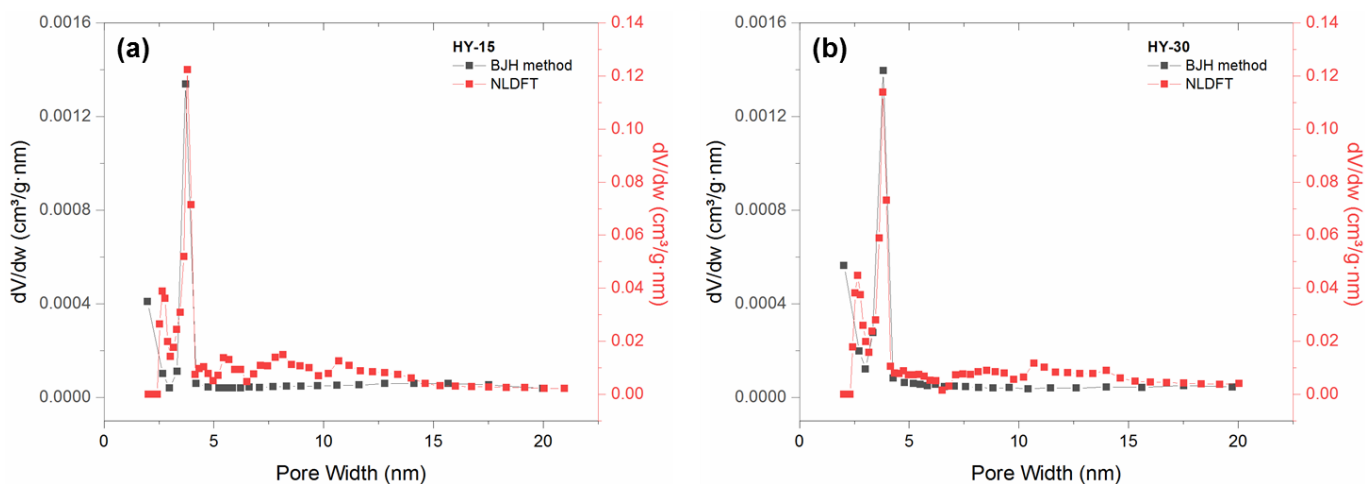 (a)
HY-15
BJH method
NLDFT
0.0016
0.0012
0.0008
0.0004
0.0000
dV/dw (cm³/g·nm)
0.14
0.12
0.10
0.08
0.06
0.04
0.02
0.00
dV/dw (cm³/g·nm)
0 5 10 15 20
Pore Width (nm)
(b)
HY-30
BJH method
NLDFT
0.0016
0.0012
0.0008
0.0004
0.0000
dV/dw (cm³/g·nm)
0.14
0.12
0.10
0.08
0.06
0.04
0.02
0.00
dV/dw (cm³/g·nm)
0 5 10 15 20
Pore Width (nm)